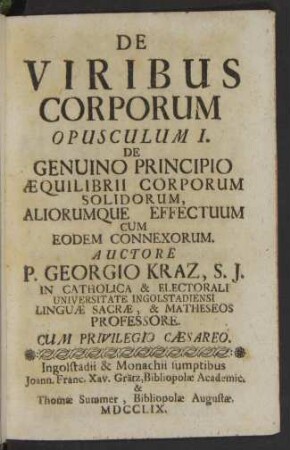 DE
VIRIBUS
CORPORUM
OPUSCULUM I.
DE
GENUINO PRINCIPIO
ÆQUILIBRII CORPORUM
SOLIDORUM,
ALIORUMQUE EFFECTUUM
CUM
EODEM CONNEXORUM.
AUCTORE
P. GEORGIO KRAZ, S. J.
IN CATHOLICA & ELECTORALI
UNIVERSITATE INGOLSTADIENSI
LINGUÆ SACRÆ, & MATHESEOS
PROFESSORE.
CUM PRIVILEGIO CÆSAREO.
Ingolſtadii & Monachii ſumptibus
Joann. Franc. Xav. Grätz, Bibliopolæ Academic.
&
Thomæ Summer, Bibliopolæ Auguſtæ.
MDCCLIX.